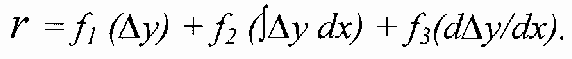 r = f₁ (Δy) + f₂ (∫Δy dx) + f₃(dΔy/dx).